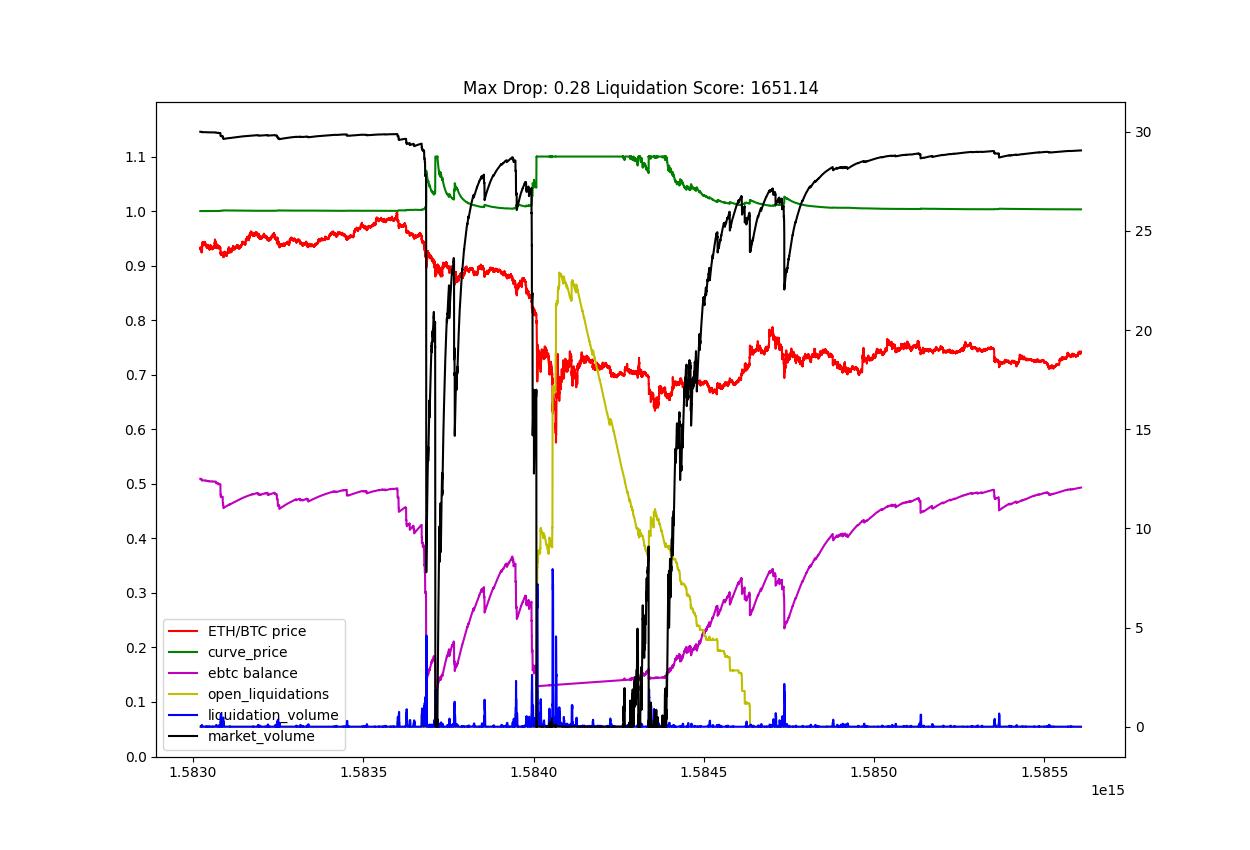 Max Drop: 0.28 Liquidation Score: 1651.14
1.1
1.0
0.9
0.8
0.7
0.6
0.5
0.4
0.3
0.2
0.1
0.0
30
25
20
15
10
5
0
ETH/BTC price
curve_price
ebtc balance
open_liquidations
liquidation_volume
market_volume
1.5830 1.5835 1.5840 1.5845 1.5850 1.5855
1e15